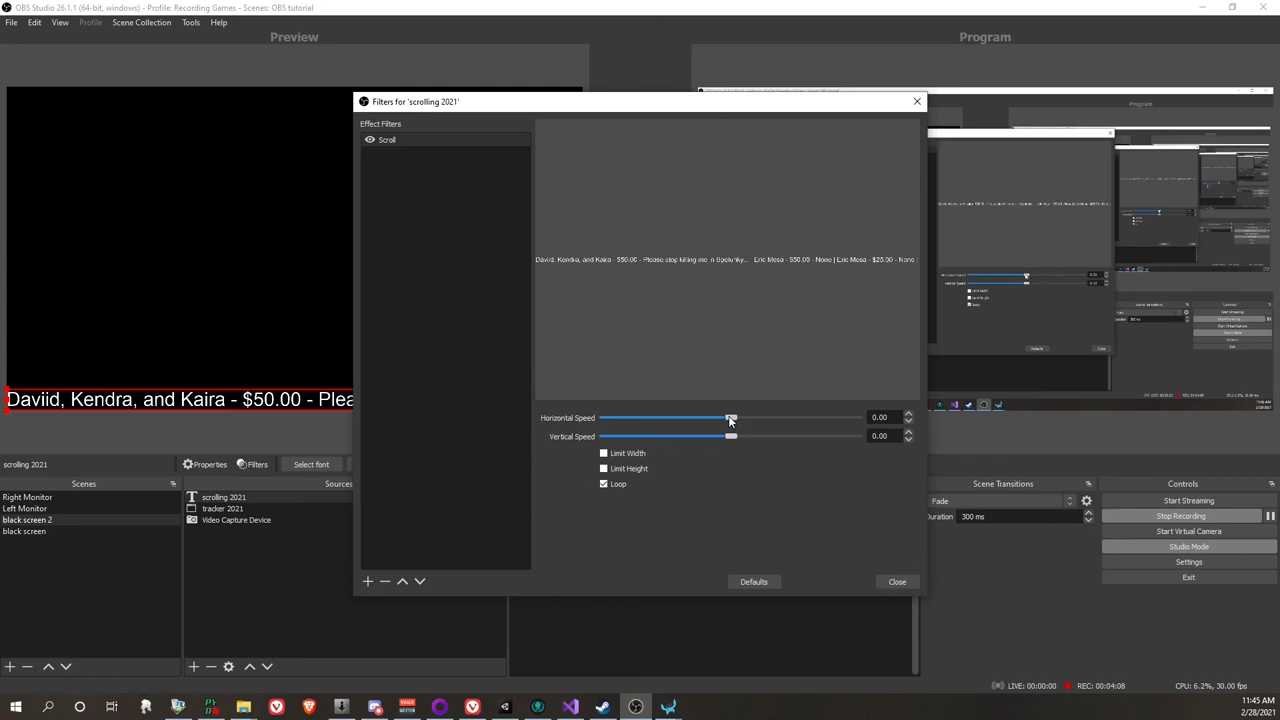 OBS Studio 26.1.1 (64-bit, windows) - Profile: Recording Games - Scenes: OBS tutorial
File Edit View Profile Scene Collection Tools Help
Preview
Program
Filters for 'scrolling 2021'
Effect Filters
Scroll
Daviid, Kendra, and Kaira - $50.00 - Please stop killing me in Spelunky... Eric Mosa - $50.00 - None | Eric Mosa - $25.00 - None
Daviid, Kendra, and Kaira - $50.00 - Plea
Horizontal Speed 0.00
Vertical Speed 0.00
Limit Width
Limit Height
Loop
Defaults Close
scrolling 2021 Properties Filters Select font
Scenes
Right Monitor
Left Monitor
black screen 2
black screen
Sources
scrolling 2021
tracker 2021
Video Capture Device
Scene Transitions
Fade
Duration 300 ms
Controls
Start Streaming
Stop Recording
Start Virtual Camera
Studio Mode
Settings
Exit
LIVE: 00:00:00 REC: 00:04:08 CPU: 6.2%, 30.00 fps
11:45 AM
2/28/2021